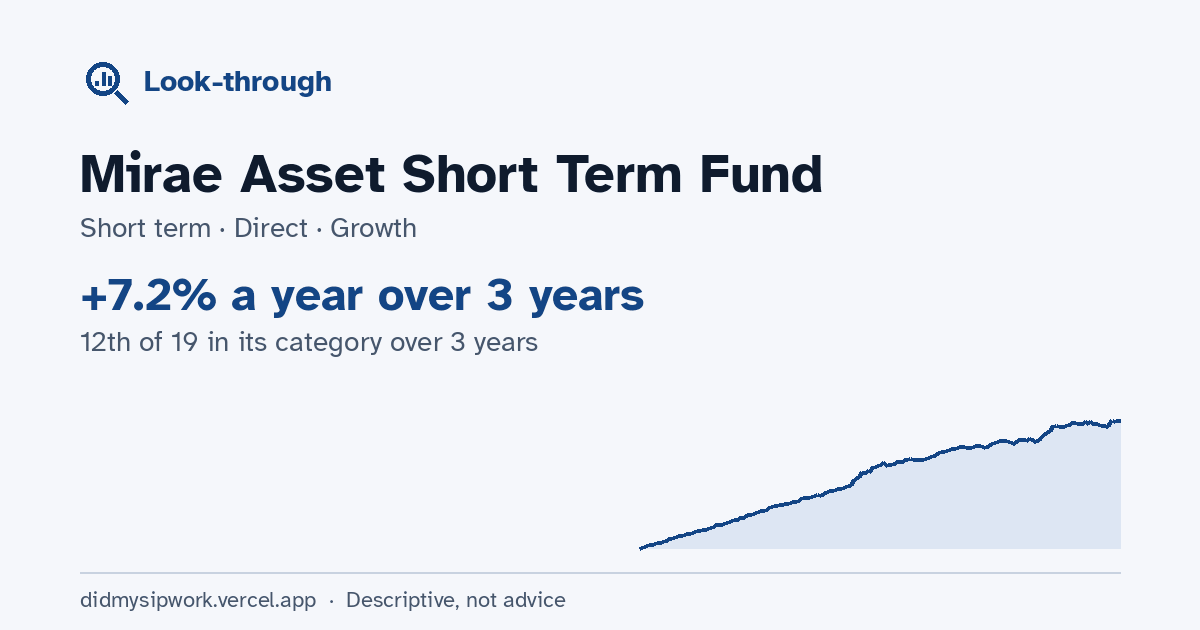 Look-through
Mirae Asset Short Term Fund
Short term · Direct · Growth
+7.2% a year over 3 years
12th of 19 in its category over 3 years
didmysipwork.vercel.app · Descriptive, not advice